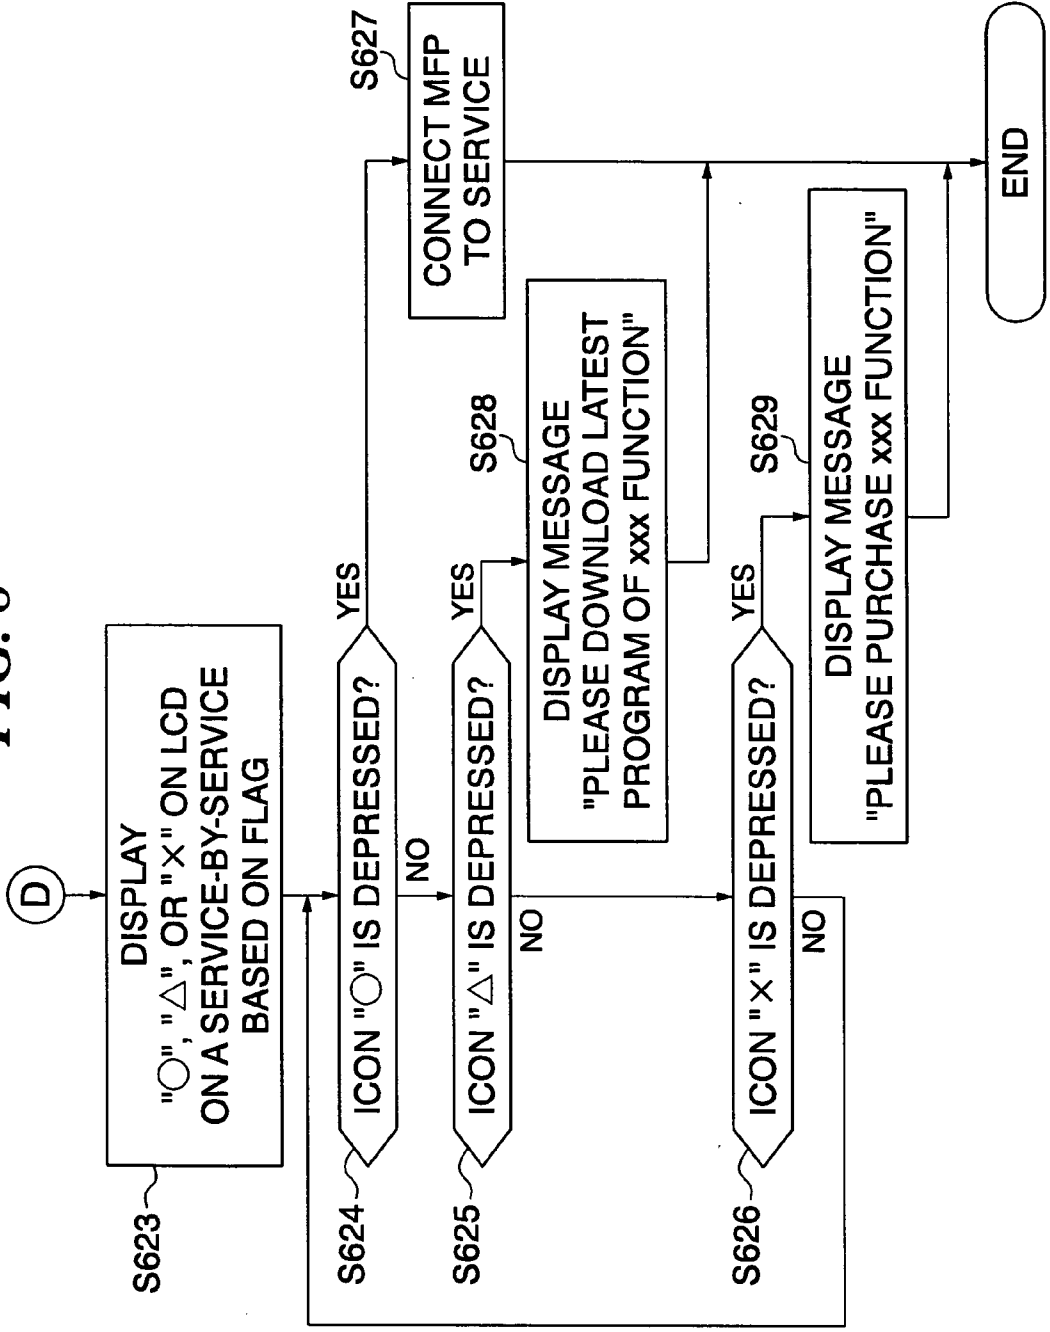 D
DISPLAY
"○", "△", OR "×" ON LCD
ON A SERVICE-BY-SERVICE
BASED ON FLAG
S623
ICON "○" IS DEPRESSED?
S624
YES
NO
CONNECT MFP
TO SERVICE
S627
ICON "△" IS DEPRESSED?
S625
YES
NO
DISPLAY MESSAGE
"PLEASE DOWNLOAD LATEST
PROGRAM OF xxx FUNCTION"
S628
ICON "×" IS DEPRESSED?
S626
YES
NO
DISPLAY MESSAGE
"PLEASE PURCHASE xxx FUNCTION"
S629
END